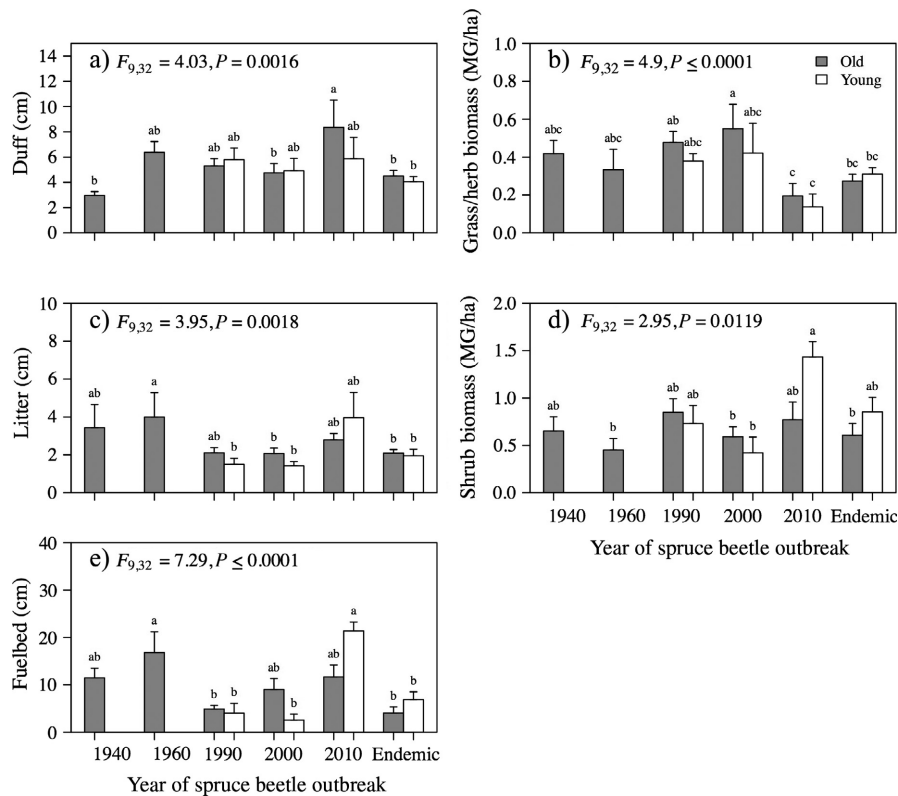 a) F9,32 = 4.03, P = 0.0016
Duff (cm)
14
12
10
8
6
4
2
0
b ab ab ab b ab a ab b b
b) F9,32 = 4.9, P ≤ 0.0001
Old
Young
Grass/herb biomass (MG/ha)
1.0
0.8
0.6
0.4
0.2
0.0
abc abc ab abc a abc c c bc bc
c) F9,32 = 3.95, P = 0.0018
Litter (cm)
10
8
6
4
2
0
ab a ab b b b ab ab b b
d) F9,32 = 2.95, P = 0.0119
Shrub biomass (MG/ha)
2.0
1.5
1.0
0.5
0.0
ab b ab ab b b ab a b ab
1940 1960 1990 2000 2010 Endemic
Year of spruce beetle outbreak
e) F9,32 = 7.29, P ≤ 0.0001
Fuelbed (cm)
40
30
20
10
0
ab a b b ab b ab a b b
1940 1960 1990 2000 2010 Endemic
Year of spruce beetle outbreak